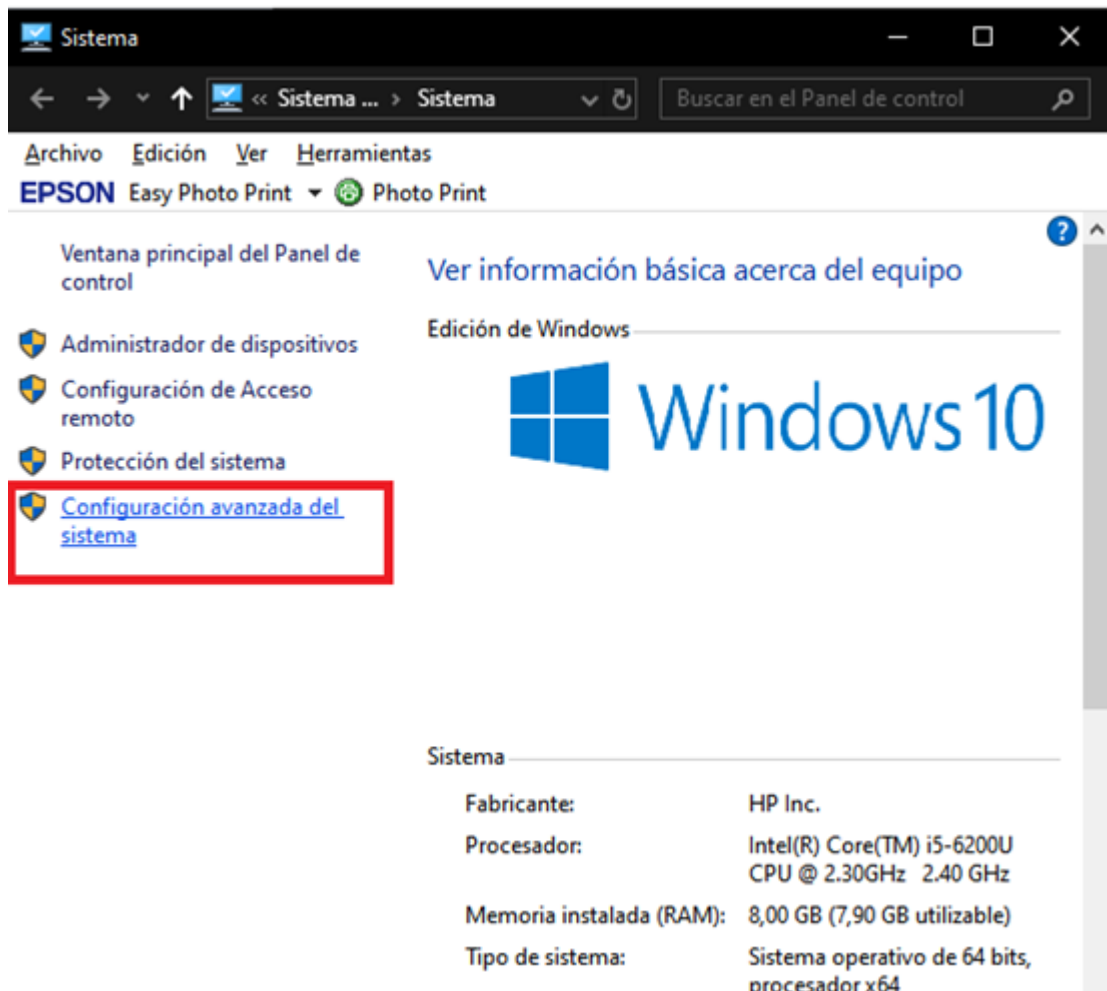 Sistema
« Sistema ... > Sistema
Buscar en el Panel de control
Archivo Edición Ver Herramientas
EPSON Easy Photo Print Photo Print
Ventana principal del Panel de
control
Administrador de dispositivos
Configuración de Acceso
remoto
Protección del sistema
Configuración avanzada del
sistema
?
Ver información básica acerca del equipo
Edición de Windows
Windows 10
Sistema
Fabricante: HP Inc.
Procesador: Intel(R) Core(TM) i5-6200U
CPU @ 2.30GHz 2.40 GHz
Memoria instalada (RAM): 8,00 GB (7,90 GB utilizable)
Tipo de sistema: Sistema operativo de 64 bits,
procesador x64